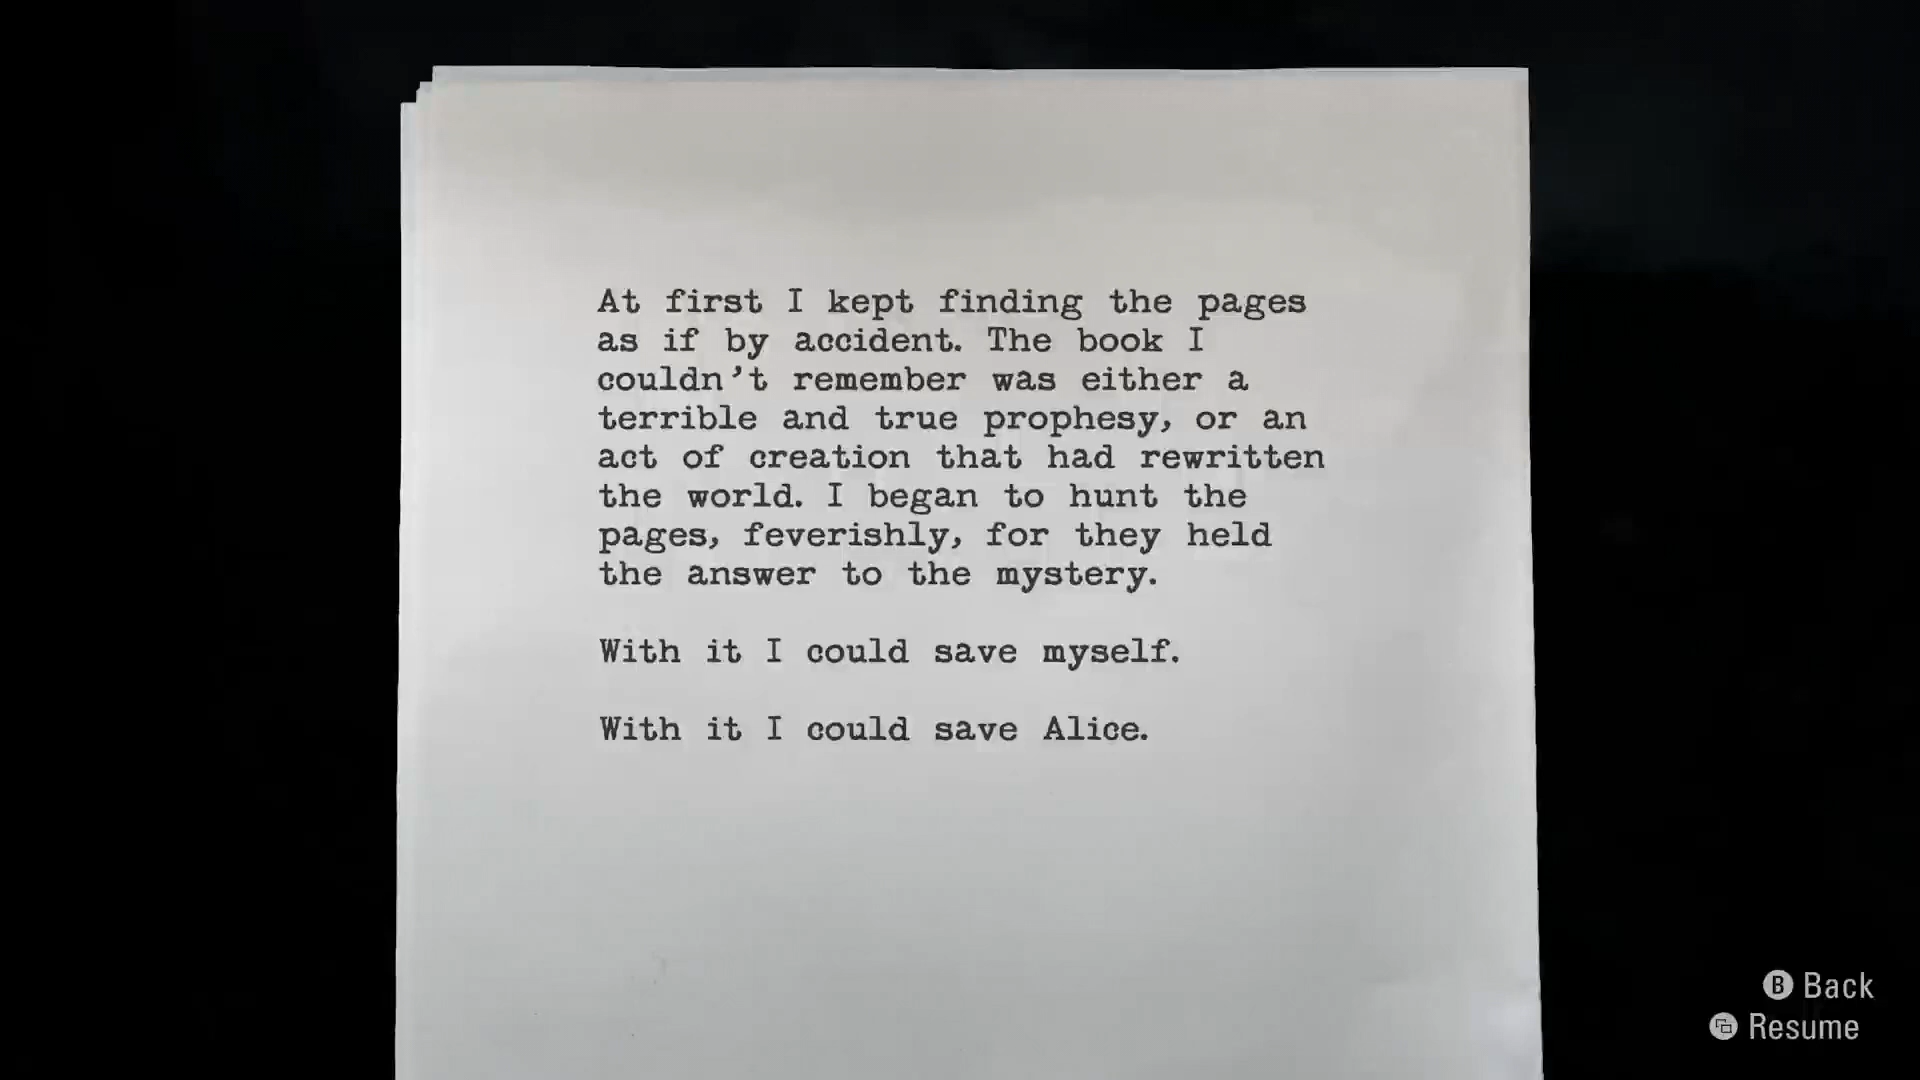 At first I kept finding the pages
as if by accident. The book I
couldn't remember was either a
terrible and true prophesy, or an
act of creation that had rewritten
the world. I began to hunt the
pages, feverishly, for they held
the answer to the mystery.
With it I could save myself.
With it I could save Alice.
B Back
Resume